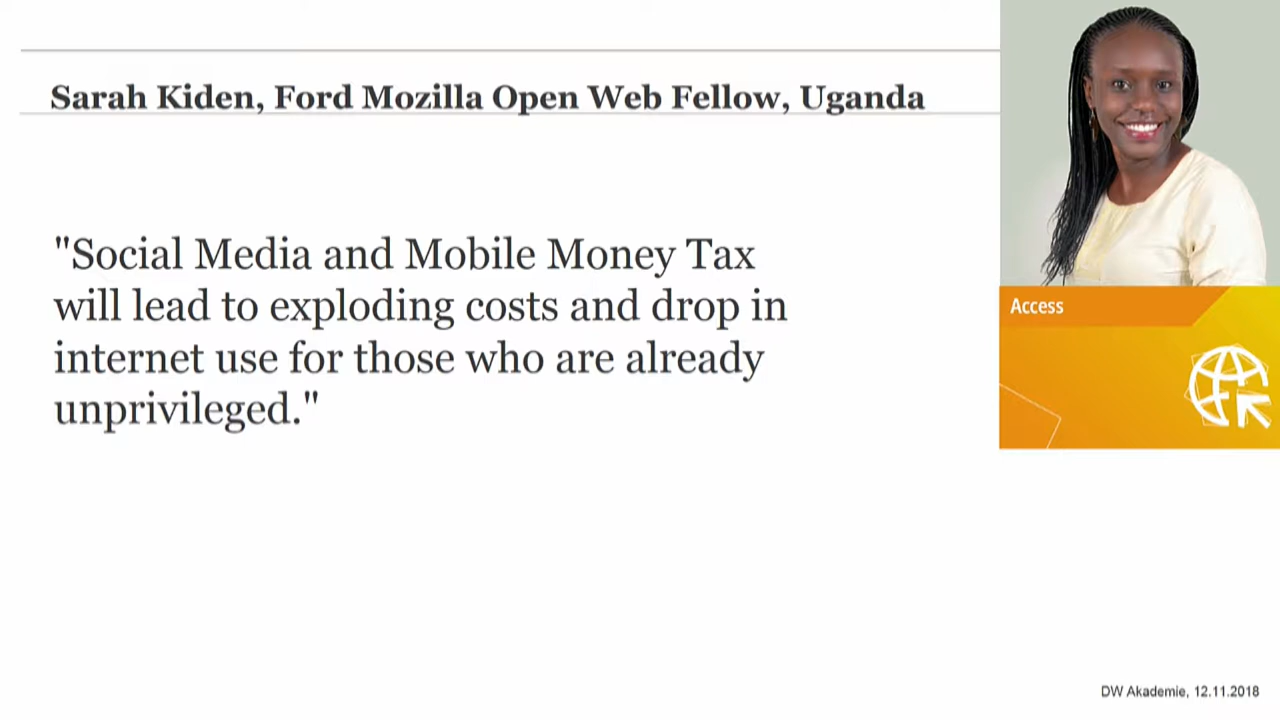 Sarah Kiden, Ford Mozilla Open Web Fellow, Uganda
"Social Media and Mobile Money Tax
will lead to exploding costs and drop in
internet use for those who are already
unprivileged."
Access
DW Akademie, 12.11.2018